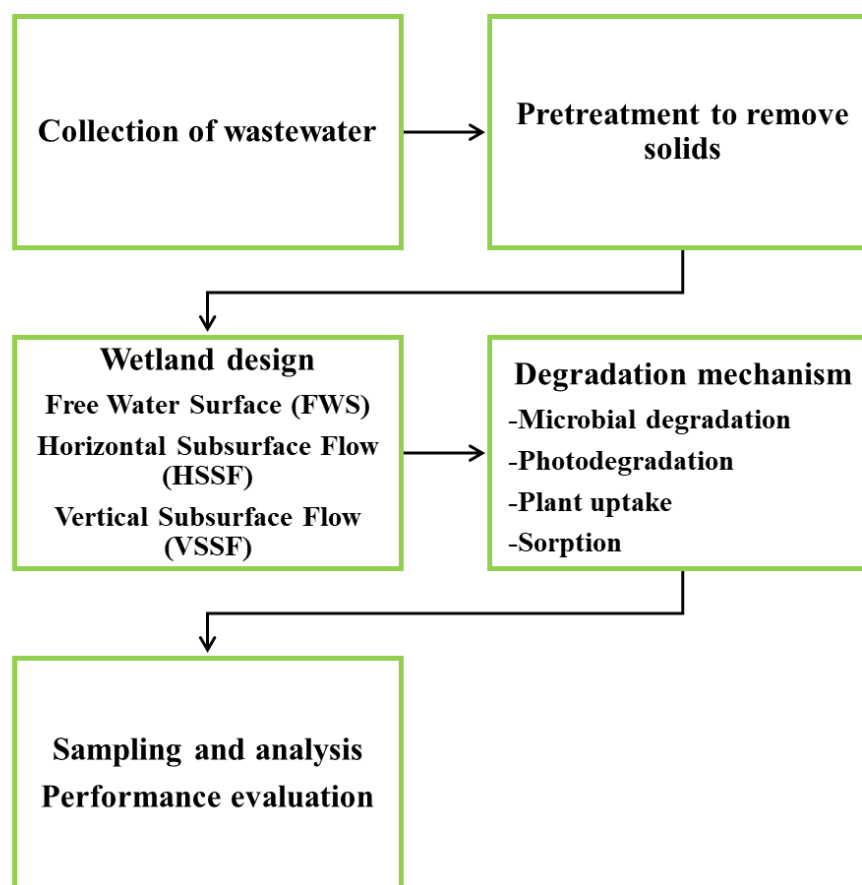 Collection of wastewater
Pretreatment to remove
solids
Wetland design
Free Water Surface (FWS)
Horizontal Subsurface Flow
(HSSF)
Vertical Subsurface Flow
(VSSF)
Degradation mechanism
-Microbial degradation
-Photodegradation
-Plant uptake
-Sorption
Sampling and analysis
Performance evaluation